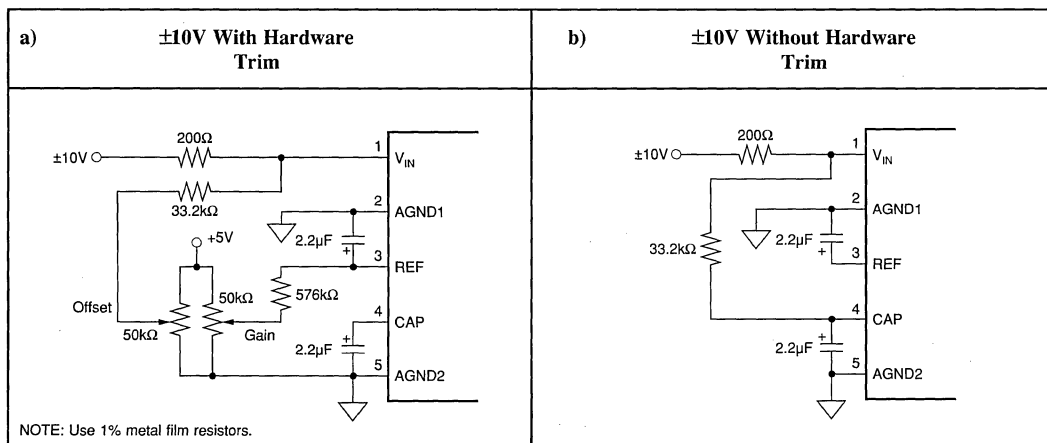 a)
±10V With Hardware
Trim
200Ω
±10V
33.2kΩ
+5V
50kΩ
Offset
50kΩ
Gain
576kΩ
2.2µF
+
2.2µF
+
1
V_IN
2
AGND1
3
REF
4
CAP
5
AGND2
NOTE: Use 1% metal film resistors.
b)
±10V Without Hardware
Trim
200Ω
±10V
33.2kΩ
2.2µF
+
2.2µF
+
1
V_IN
2
AGND1
3
REF
4
CAP
5
AGND2